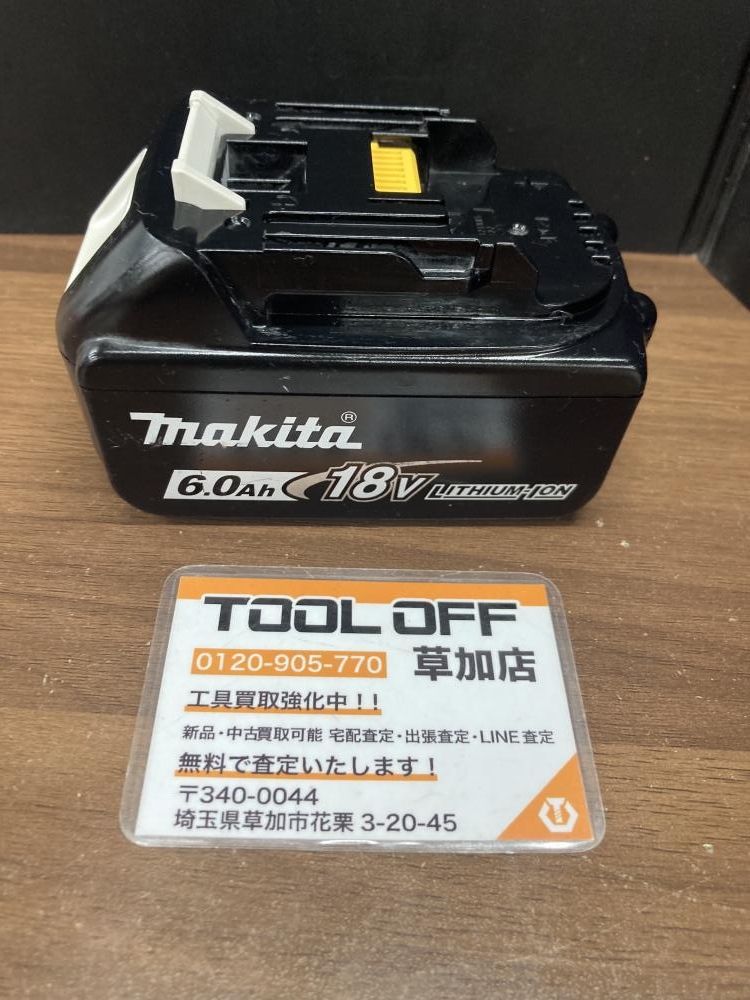 makita®
6.0Ah 18V LITHIUM-ION
TOOL OFF
0120-905-770 草加店
工具買取強化中！！
新品・中古買取可能 宅配査定・出張査定・LINE査定
無料で査定いたします！
〒340-0044
埼玉県草加市花栗 3-20-45